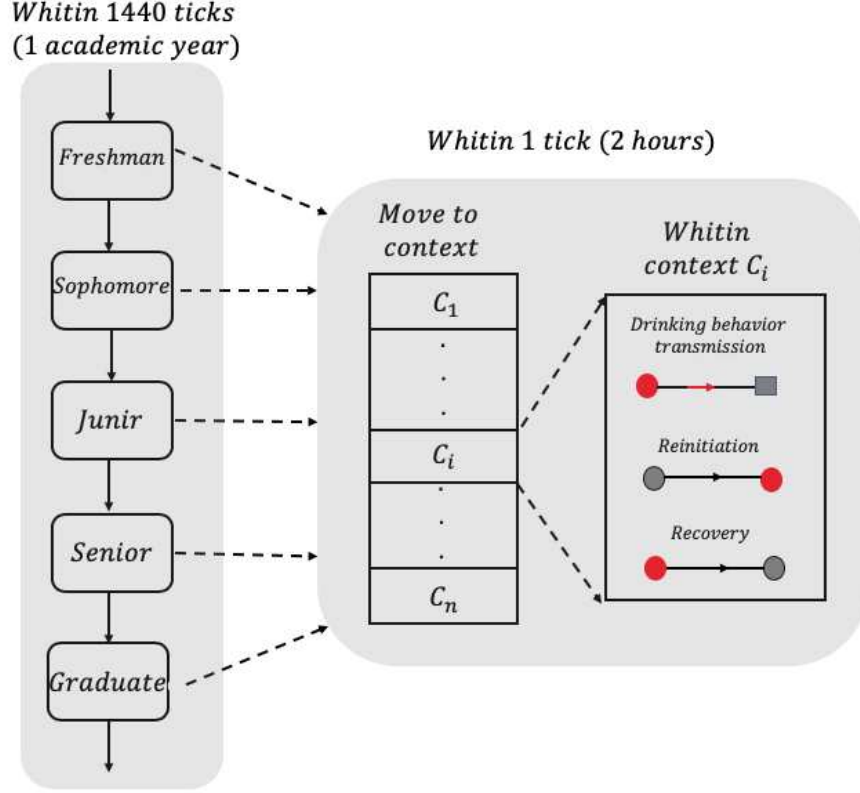 Whitin 1440 ticks
(1 academic year)
Freshman
Sophomore
Junir
Senior
Graduate
Whitin 1 tick (2 hours)
Move to
context
C₁
.
.
.
Cᵢ
.
.
.
Cₙ
Whitin
context Cᵢ
Drinking behavior
transmission
Reinitiation
Recovery